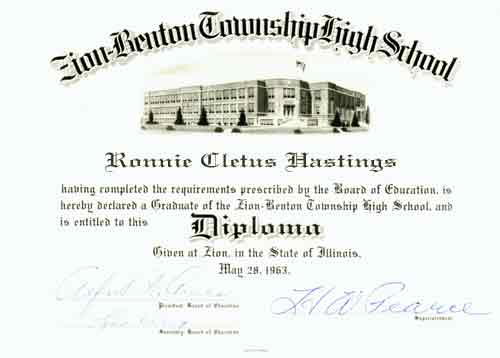 Zion-Benton Township High School
Ronnie Cletus Hastings
having completed the requirements prescribed by the Board of Education, is
hereby declared a Graduate of the Zion-Benton Township High School, and
is entitled to this Diploma
Given at Zion, in the State of Illinois,
May 28, 1963.
President Board of Education
H W Pearce
Superintendent
Secretary Board of Education